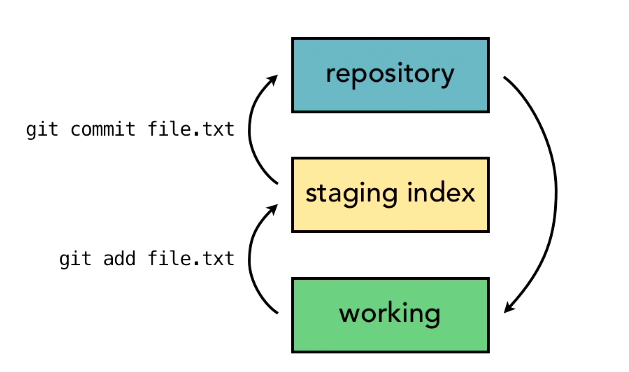 repository
git commit file.txt
staging index
git add file.txt
working